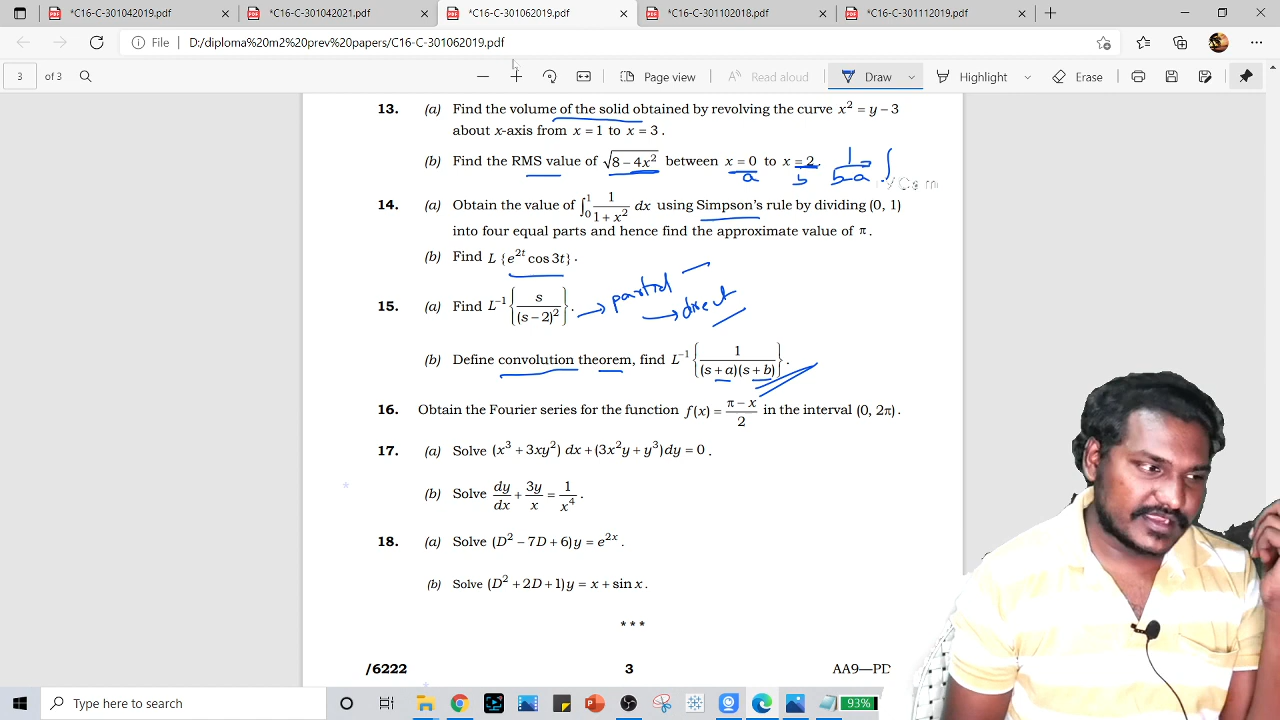 *C16-C-301042019.pdf *C16-C-301042021.pdf *C16-C-301062019.pdf *C16-C-301102018.pdf *C16-C-301112019.pdf
File D:/diploma%20m2%20prev%20papers/C16-C-301062019.pdf
3 of 3 Page view Read aloud Draw Highlight Erase
13. (a) Find the volume of the solid obtained by revolving the curve x² = y − 3
about x-axis from x = 1 to x = 3.
(b) Find the RMS value of √(8 − 4x²) between x = 0 to x = 2. 1/(b-a) ∫
a b
14. (a) Obtain the value of ∫₀¹ 1/(1 + x²) dx using Simpson's rule by dividing (0, 1)
into four equal parts and hence find the approximate value of π.
(b) Find L {e^{2t} cos 3t}.
15. (a) Find L⁻¹ {s/(s − 2)²}. → partial
→ direct
(b) Define convolution theorem, find L⁻¹ {1/((s + a)(s + b))}.
16. Obtain the Fourier series for the function f(x) = (π − x)/2 in the interval (0, 2π).
17. (a) Solve (x³ + 3xy²) dx + (3x²y + y³) dy = 0.
(b) Solve dy/dx + 3y/x = 1/x⁴.
18. (a) Solve (D² − 7D + 6)y = e^{2x}.
(b) Solve (D² + 2D + 1)y = x + sin x.
***
/6222 3 AA9—PD
Type here to search 93%